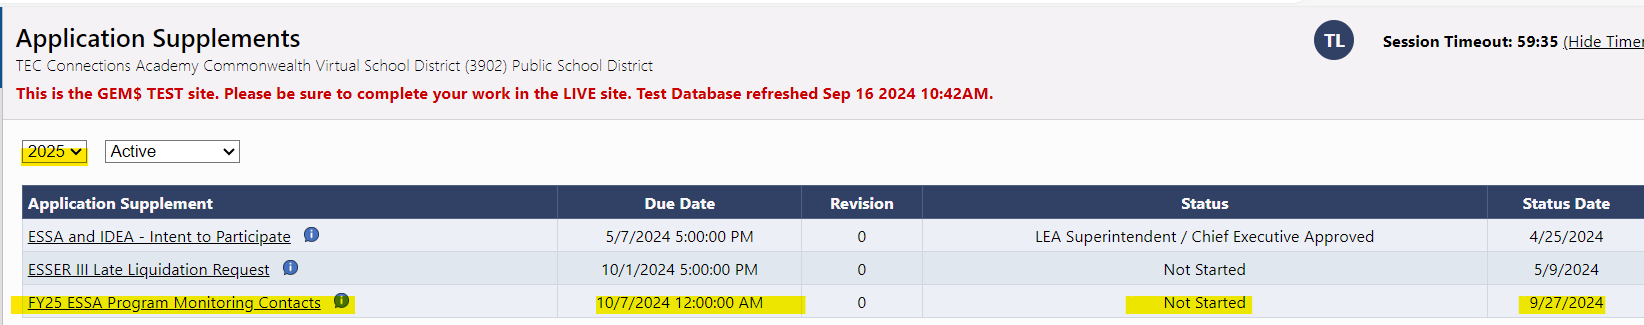 Application Supplements
TL
Session Timeout: 59:35 (Hide Timer
TEC Connections Academy Commonwealth Virtual School District (3902) Public School District
This is the GEM$ TEST site. Please be sure to complete your work in the LIVE site. Test Database refreshed Sep 16 2024 10:42AM.
2025 Active
Application Supplement Due Date Revision Status Status Date
ESSA and IDEA - Intent to Participate 5/7/2024 5:00:00 PM 0 LEA Superintendent / Chief Executive Approved 4/25/2024
ESSER III Late Liquidation Request 10/1/2024 5:00:00 PM 0 Not Started 5/9/2024
FY25 ESSA Program Monitoring Contacts 10/7/2024 12:00:00 AM 0 Not Started 9/27/2024